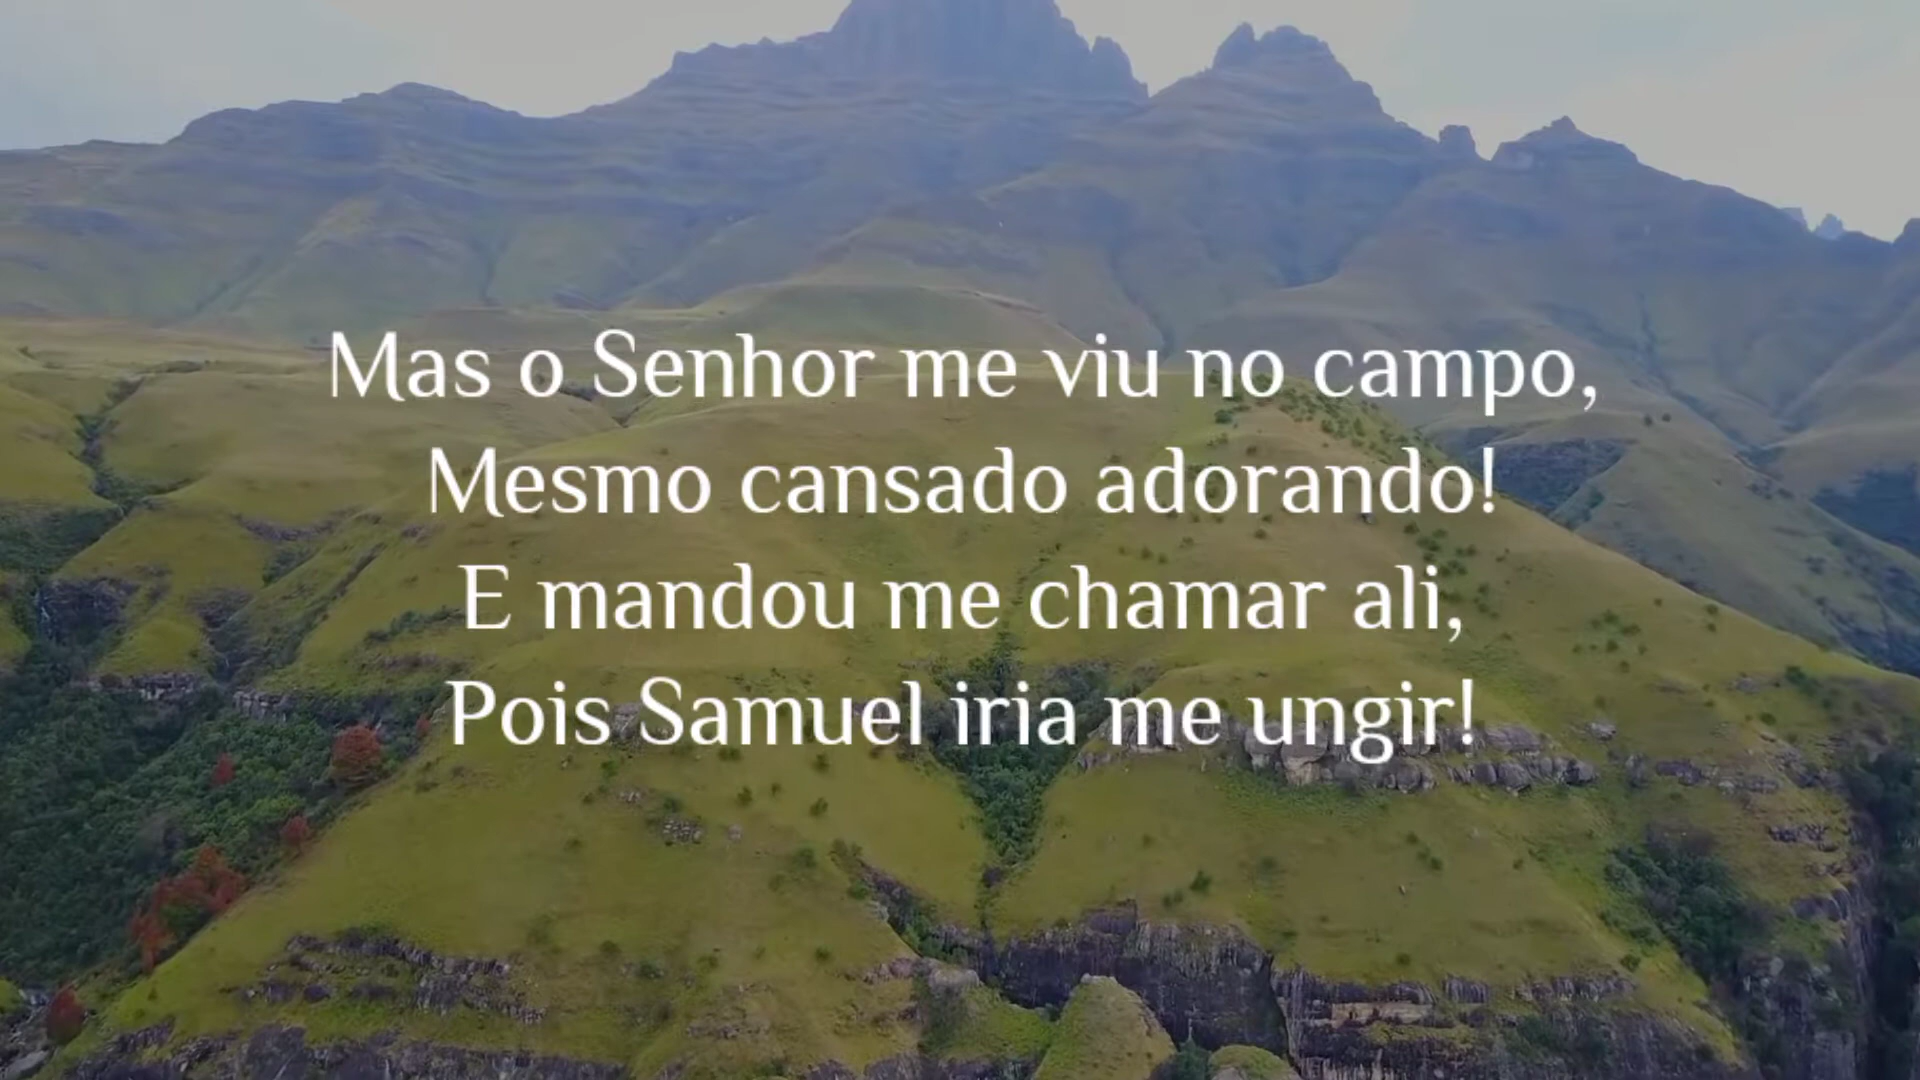 Mas o Senhor me viu no campo,
Mesmo cansado adorando!
E mandou me chamar ali,
Pois Samuel iria me ungir!